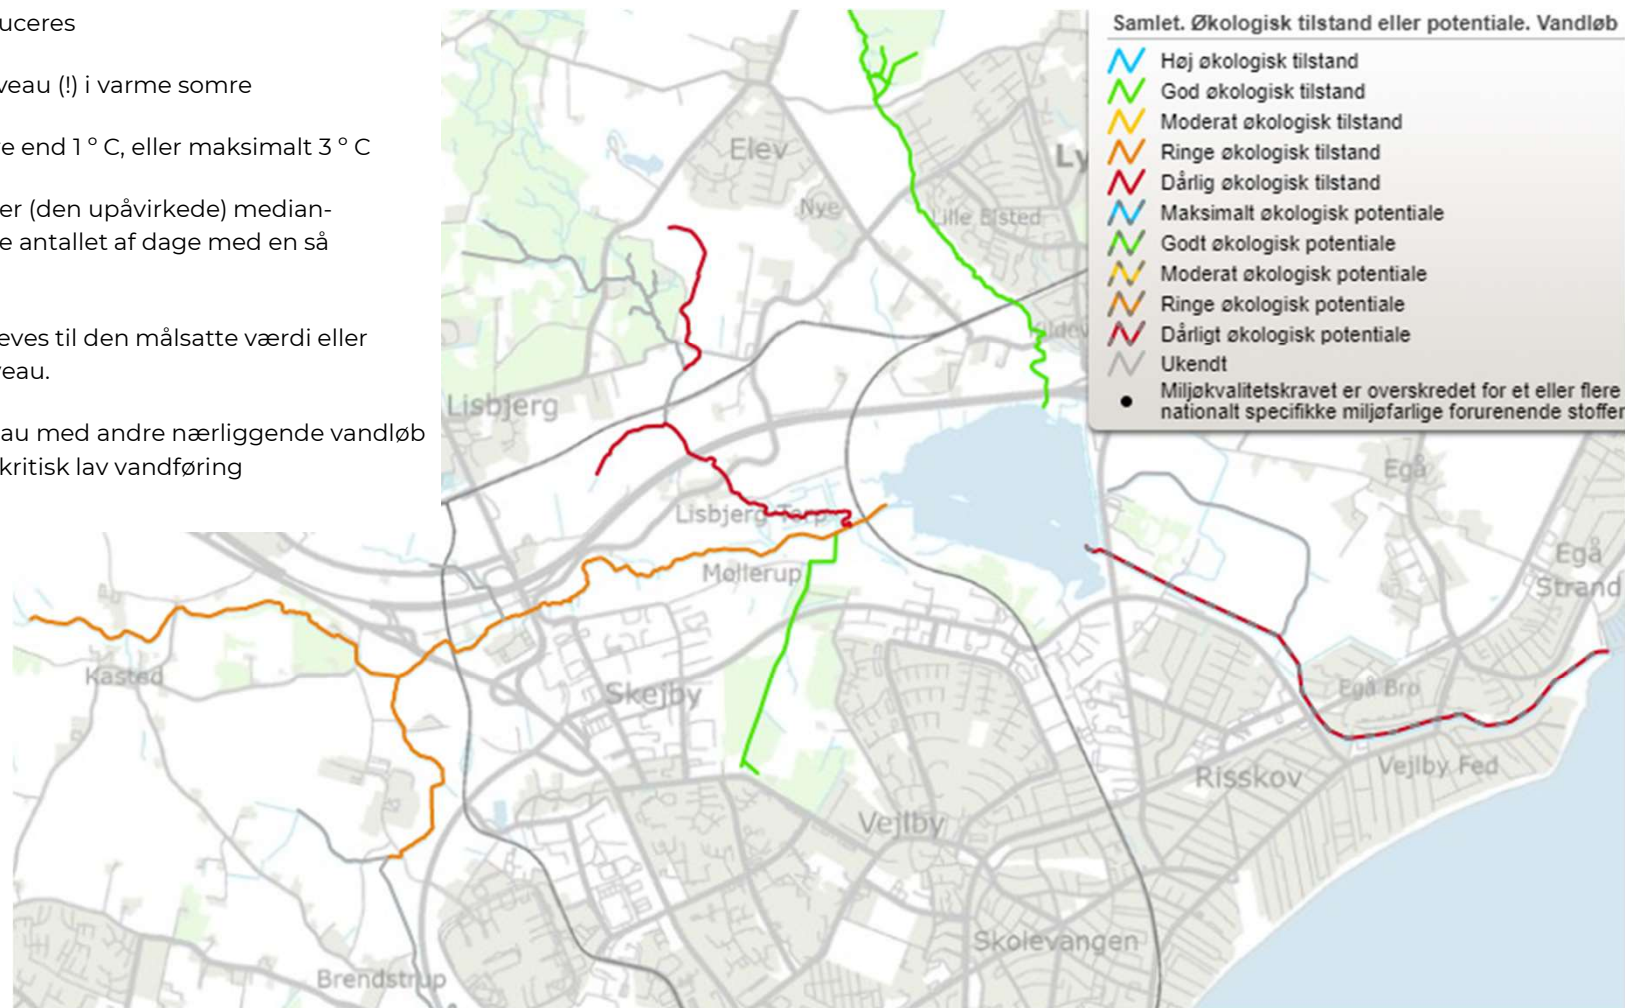 uceres
veau (!) i varme somre
e end 1 º C, eller maksimalt 3 º C
er (den upåvirkede) median-
e antallet af dage med en så
eves til den målsatte værdi eller
veau.
au med andre nærliggende vandløb
kritisk lav vandføring
Samlet. Økologisk tilstand eller potentiale. Vandløb
Høj økologisk tilstand
God økologisk tilstand
Moderat økologisk tilstand
Ringe økologisk tilstand
Dårlig økologisk tilstand
Maksimalt økologisk potentiale
Godt økologisk potentiale
Moderat økologisk potentiale
Ringe økologisk potentiale
Dårligt økologisk potentiale
Ukendt
Miljøkvalitetskravet er overskredet for et eller flere
nationalt specifikke miljøfarlige forurenende stoffer
Elev
Ly
Nye
Lille Elsted
Lisbjerg
Egå
Lisbjerg Terp
Mollerup
Egå
Strand
Kasted
Skejby
Egå Bro
Risskov
Vejlby Fed
Vejlby
Skolevangen
Brendstrup